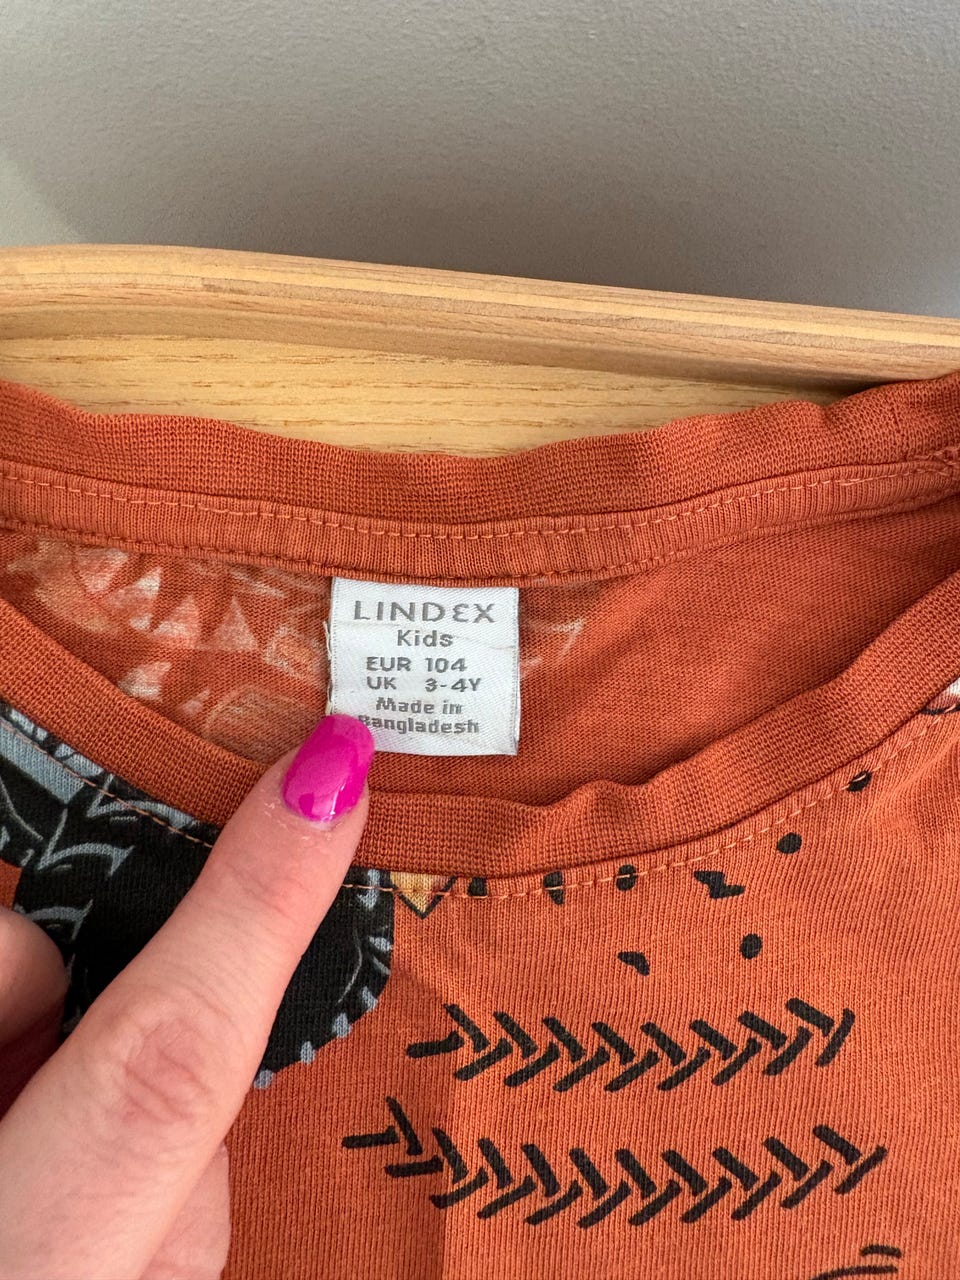 LINDEX
Kids
EUR 104
UK 3-4Y
Made in
Bangladesh